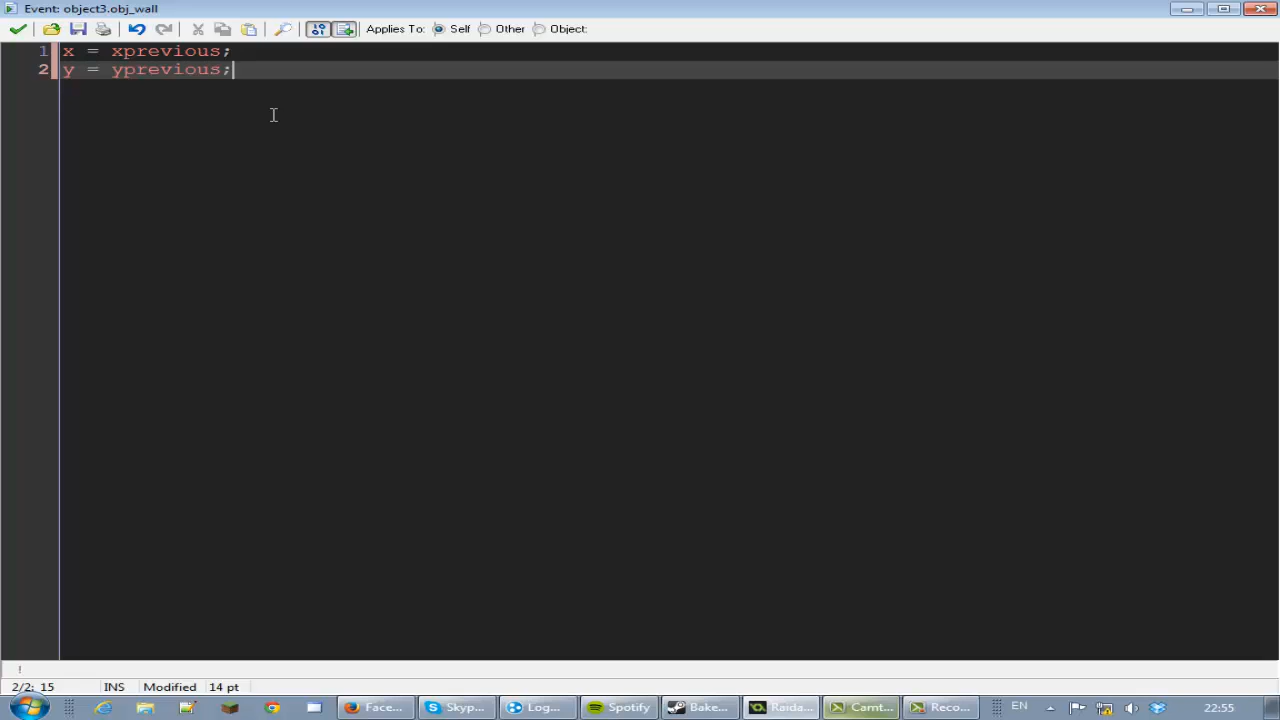 Event: object3.obj_wall
Applies To: Self Other Object:
1 x = xprevious;
2 y = yprevious;
!
2/2: 15 INS Modified 14 pt
Face... Skyp... Log... Spotify Bake... Raida... Camt... Reco... EN 22:55